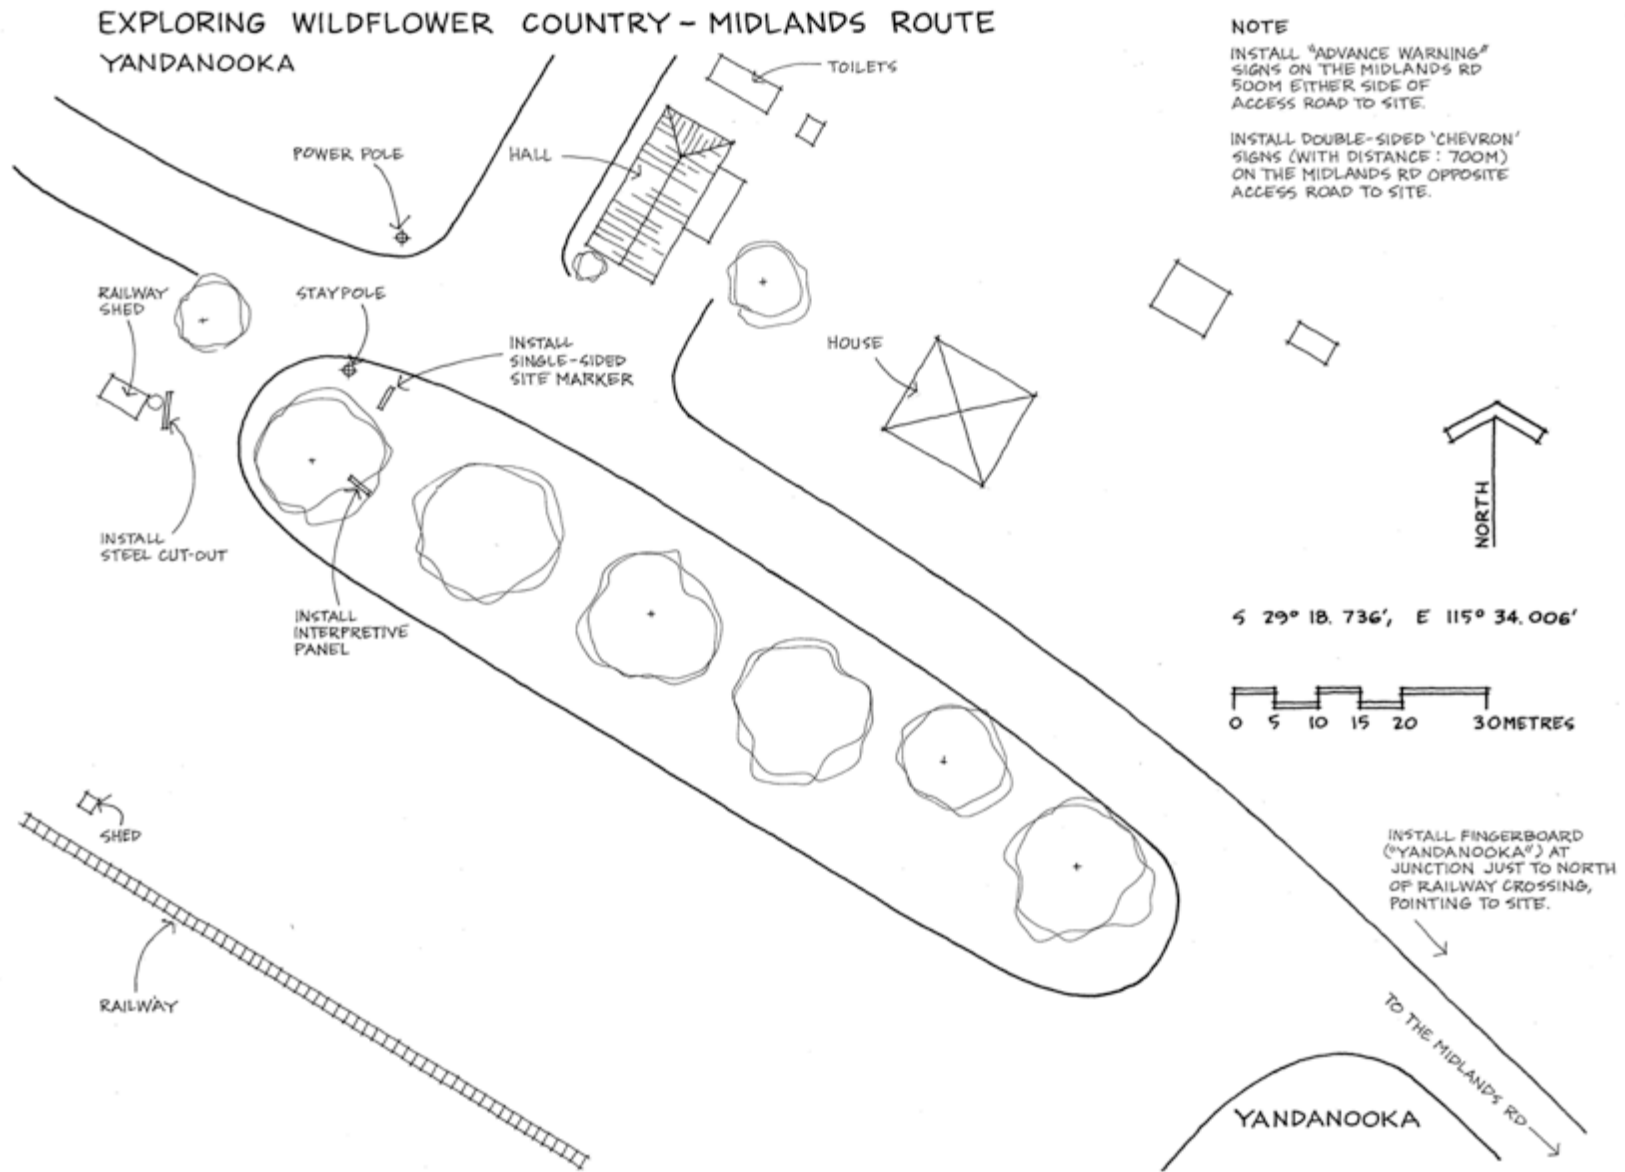 EXPLORING WILDFLOWER COUNTRY – MIDLANDS ROUTE
YANDANOOKA
NOTE
INSTALL "ADVANCE WARNING"
SIGNS ON THE MIDLANDS RD
500M EITHER SIDE OF
ACCESS ROAD TO SITE.
INSTALL DOUBLE-SIDED 'CHEVRON'
SIGNS (WITH DISTANCE : 700M)
ON THE MIDLANDS RD OPPOSITE
ACCESS ROAD TO SITE.
TOILETS
POWER POLE
HALL
RAILWAY
SHED
STAYPOLE
INSTALL
SINGLE-SIDED
SITE MARKER
HOUSE
NORTH
INSTALL
STEEL CUT-OUT
INSTALL
INTERPRETIVE
PANEL
S 29° 18. 736', E 115° 34. 006'
0 5 10 15 20 30 METRES
SHED
INSTALL FINGERBOARD
("YANDANOOKA") AT
JUNCTION JUST TO NORTH
OF RAILWAY CROSSING,
POINTING TO SITE.
RAILWAY
TO THE MIDLANDS RD
YANDANOOKA